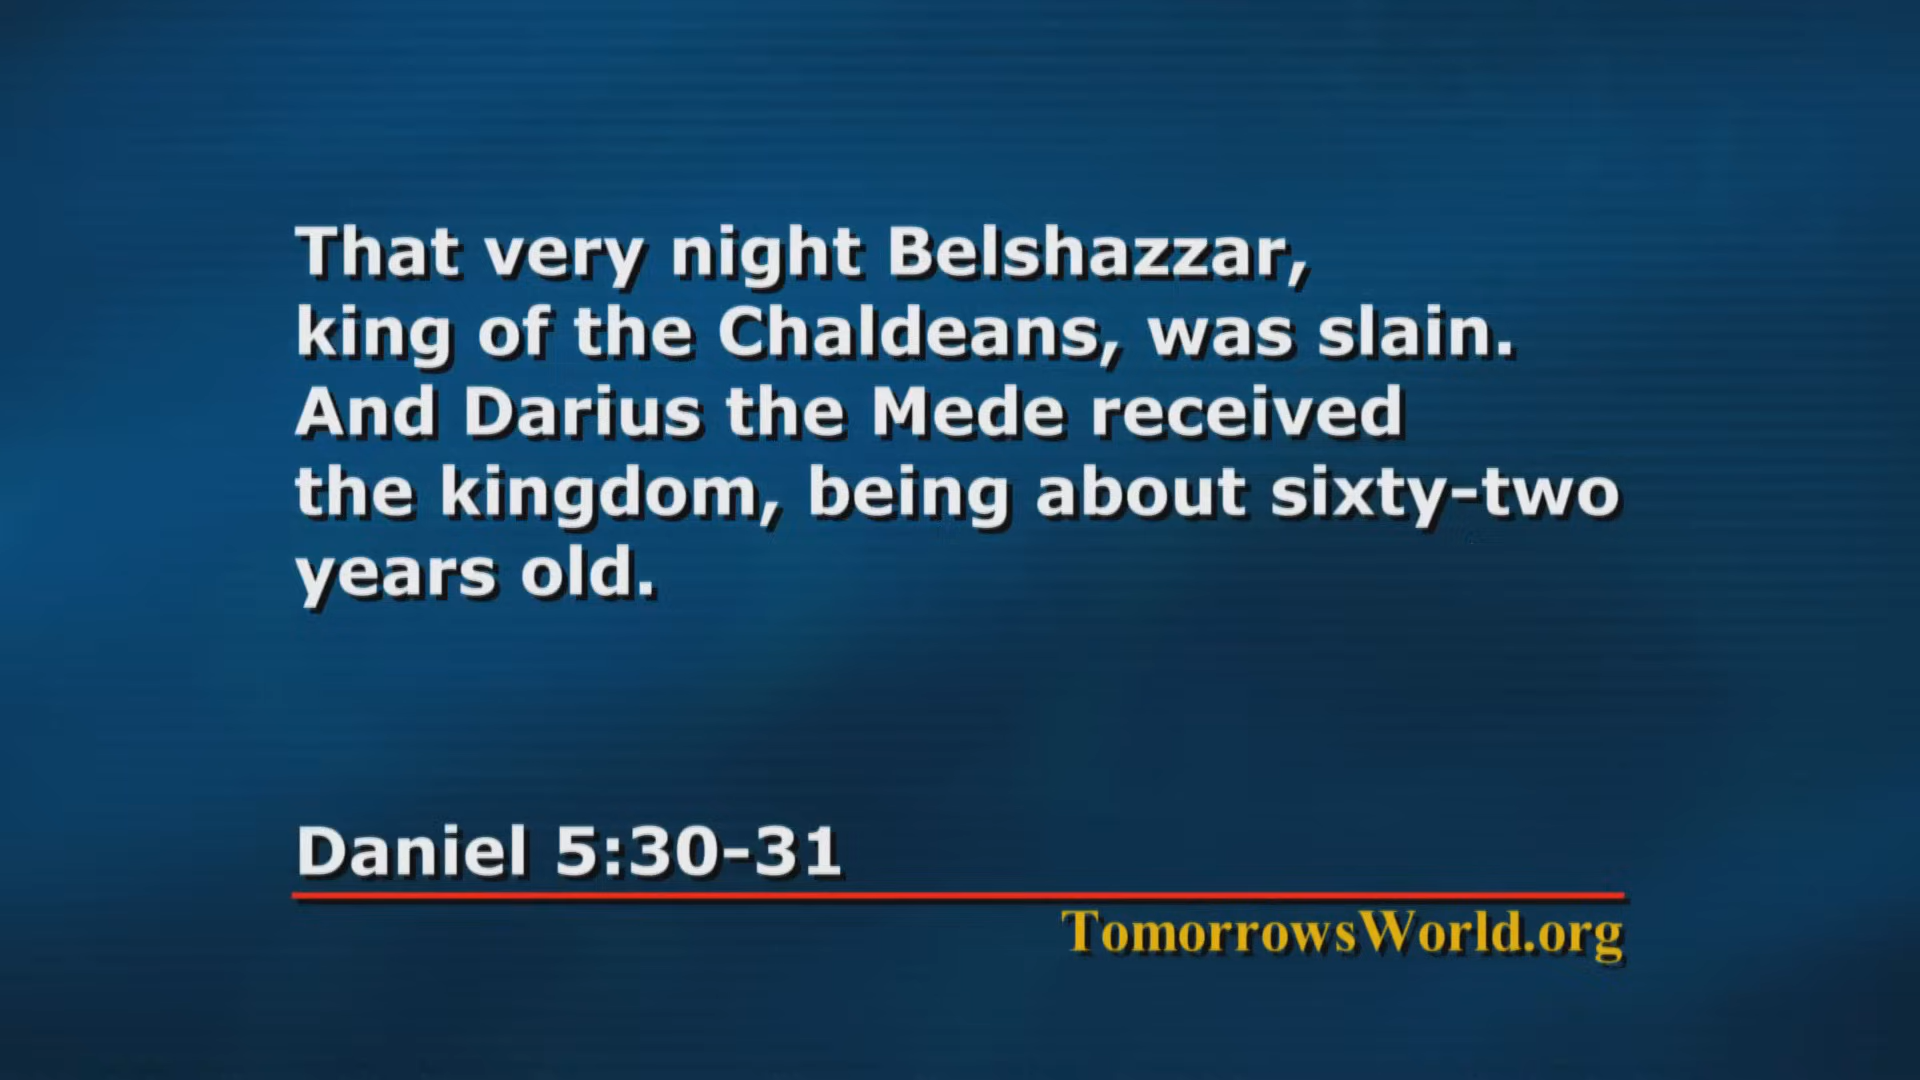 That very night Belshazzar,
king of the Chaldeans, was slain.
And Darius the Mede received
the kingdom, being about sixty-two
years old.
Daniel 5:30-31
TomorrowsWorld.org